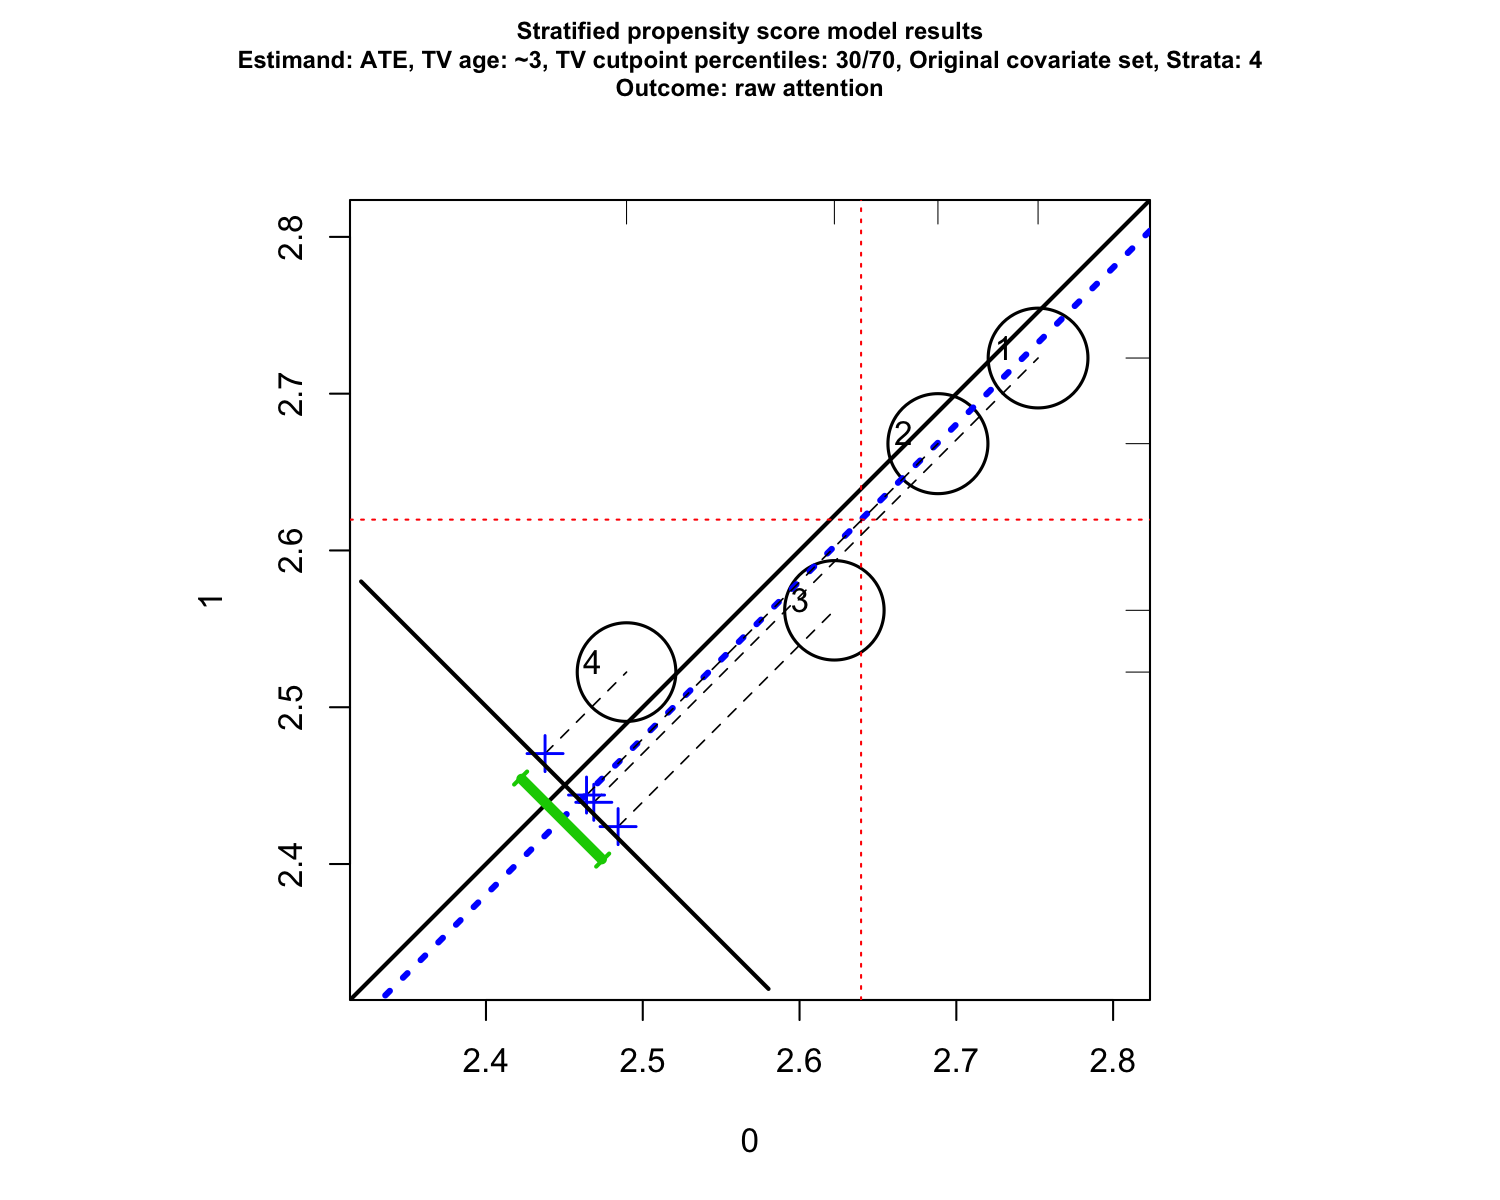 Stratified propensity score model results
Estimand: ATE, TV age: ~3, TV cutpoint percentiles: 30/70, Original covariate set, Strata: 4
Outcome: raw attention
2.8
2.7
2.6
2.5
2.4
1
1
2
3
4
2.4 2.5 2.6 2.7 2.8
0